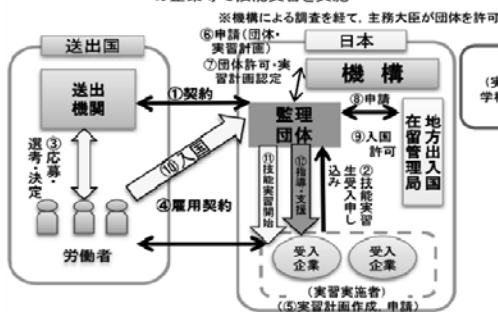 ※機構による調査を経て、主務大臣が団体を許可
⑥申請(団体・
実習計画)
⑦団体許可・実
習計画認定
送出国
日本
送出
機関
機構
①契約
監理
団体
⑧申請
⑨入国
許可
地方出入国
在留管理局
③応募・
選考・決定
⑩入国
⑪技能実習開始
⑫指導・支援
②技能実習
生受入申し
込み
④雇用契約
労働者
受入
企業
受入
企業
(実習実施者)
(⑤実習計画作成,申請)